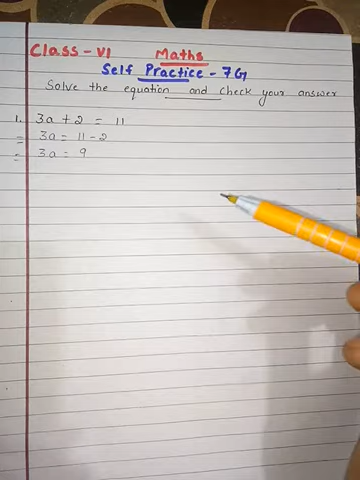 Class - VI Maths
Self Practice - 7G
Solve the equation and check your answer
1. 3a + 2 = 11
= 3a = 11 - 2
= 3a = 9